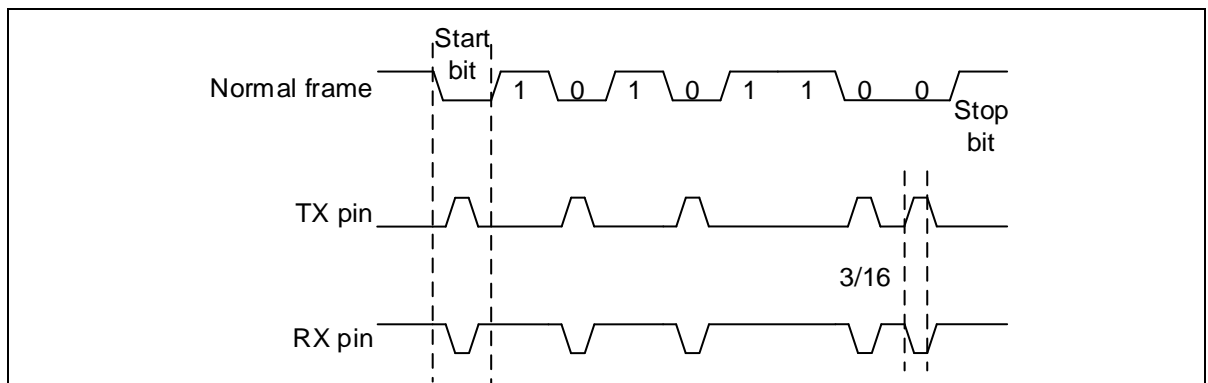 Start
bit
Normal frame
1 0 1 0 1 1 0 0
Stop
bit
TX pin
3/16
RX pin